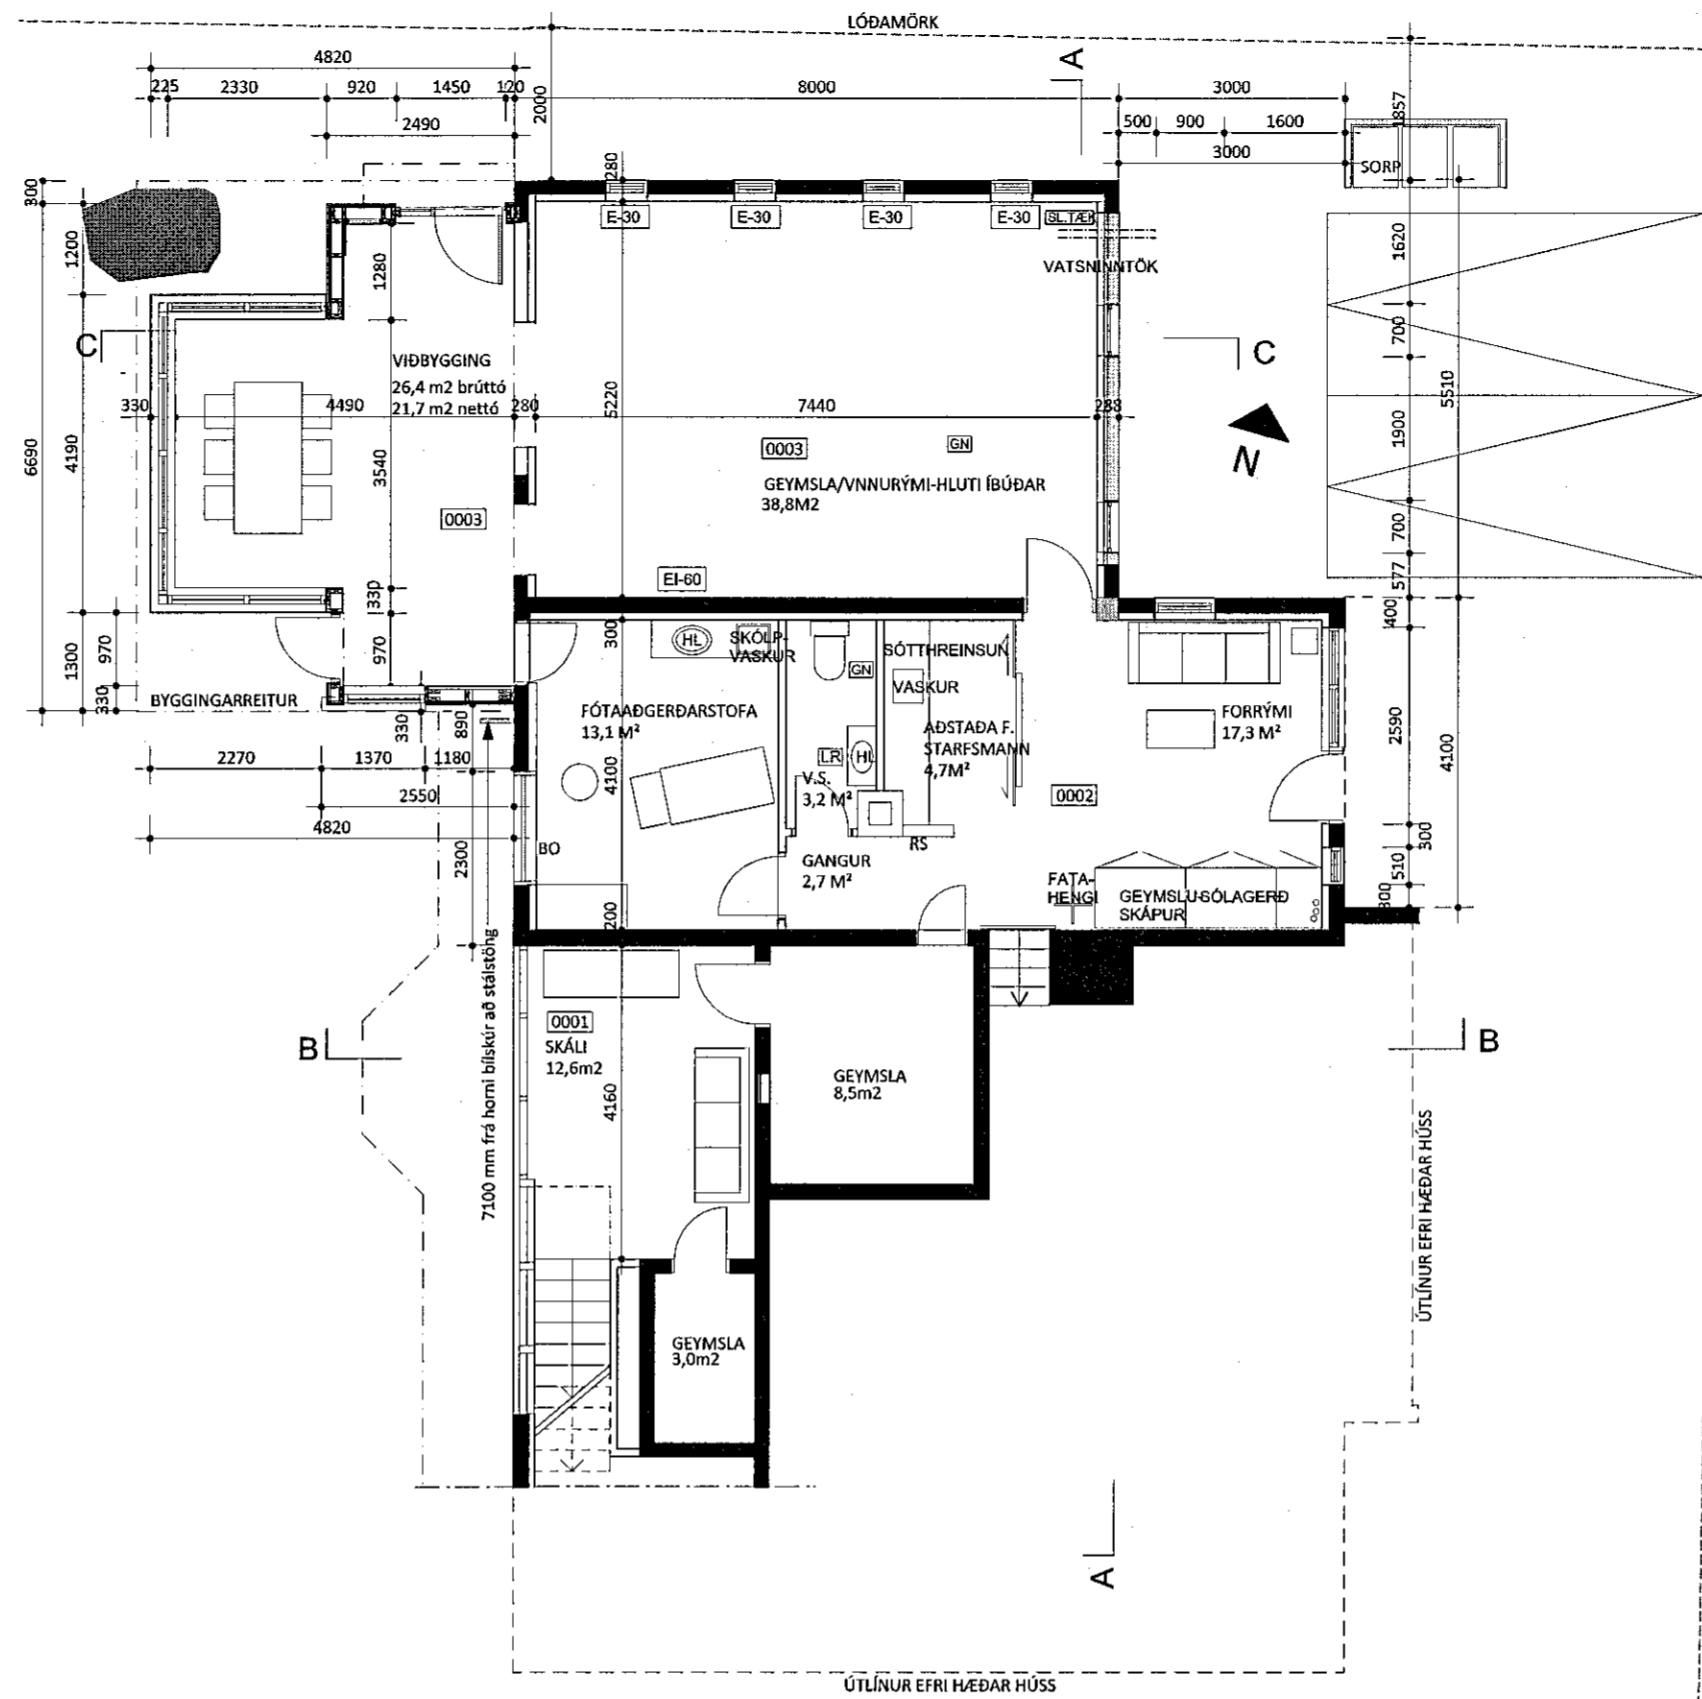 LÓÐAMÖRK
4820
225 2330 920 1450 120 8000 3000
2490
2000
500 900 1600
3000
1857
A
SORP
300
280
E-30 E-30 E-30 E-30 SL.TÆK
VATSNINNTÖK
1200
1280
1620
700
C
C
VIÐBYGGING
26,4 m2 brúttó
21,7 m2 nettó
330 4490 280 7440 288
5220
5510
N
6690
4190
3540
1900
0003
GN
GEYMSLA/VNNURÝMI-HLUTI ÍBÚÐAR
38,8M2
0003
700
EI-60
577
330
400
300
1300
970
970
330
HL
SKÓLP-
VASKUR
GN
SÓTTHREINSUN
VASKUR
BYGGINGARREITUR
FÓTAAÐGERÐARSTOFA
13,1 M²
FORRÝMI
17,3 M²
330
890
AÐSTAÐA F.
STARFSMANN
4,7M²
2590
4100
LR
HL
2270 1370 1180
4100
V.S.
3,2 M²
0002
2550
4820
2300
BO
RS
GANGUR
2,7 M²
300
510
300
FATA-
HENGI
GEYMSLU-SÓLAGERÐ
SKÁPUR
200
7100 mm frá horni bílskúr að stálstöng
0001
SKÁLI
12,6m2
B
B
4160
GEYMSLA
8,5m2
ÚTLÍNUR EFRI HÆÐAR HÚSS
GEYMSLA
3,0m2
A
ÚTLÍNUR EFRI HÆÐAR HÚSS